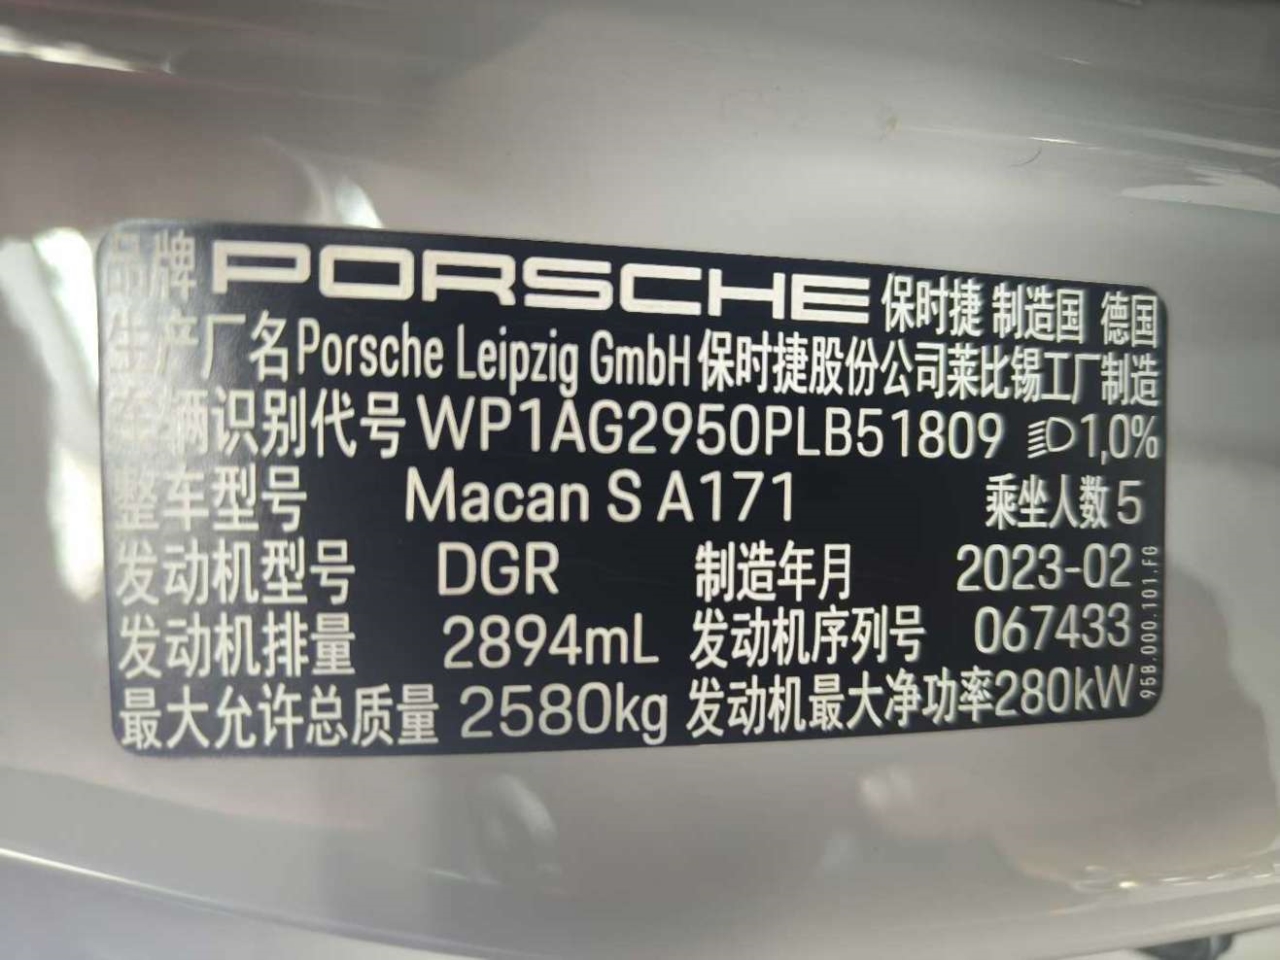 品牌 PORSCHE 保时捷 制造国 德国
生产厂名 Porsche Leipzig GmbH 保时捷股份公司莱比锡工厂制造
车辆识别代号 WP1AG2950PLB51809 1,0%
整车型号 Macan S A171 乘坐人数 5
发动机型号 DGR 制造年月 2023-02
发动机排量 2894mL 发动机序列号 067433
最大允许总质量 2580kg 发动机最大净功率 280kW
95B.000.101.FG